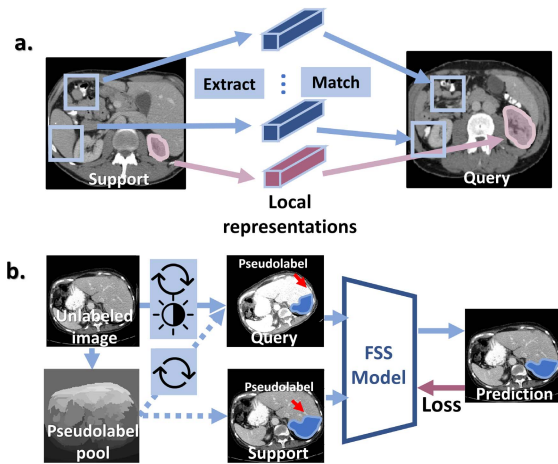 a.
Extract
Match
Support
Query
Local
representations
b.
Unlabeled
image
Pseudolabel
Query
FSS
Model
Pseudolabel
pool
Pseudolabel
Support
Loss
Prediction